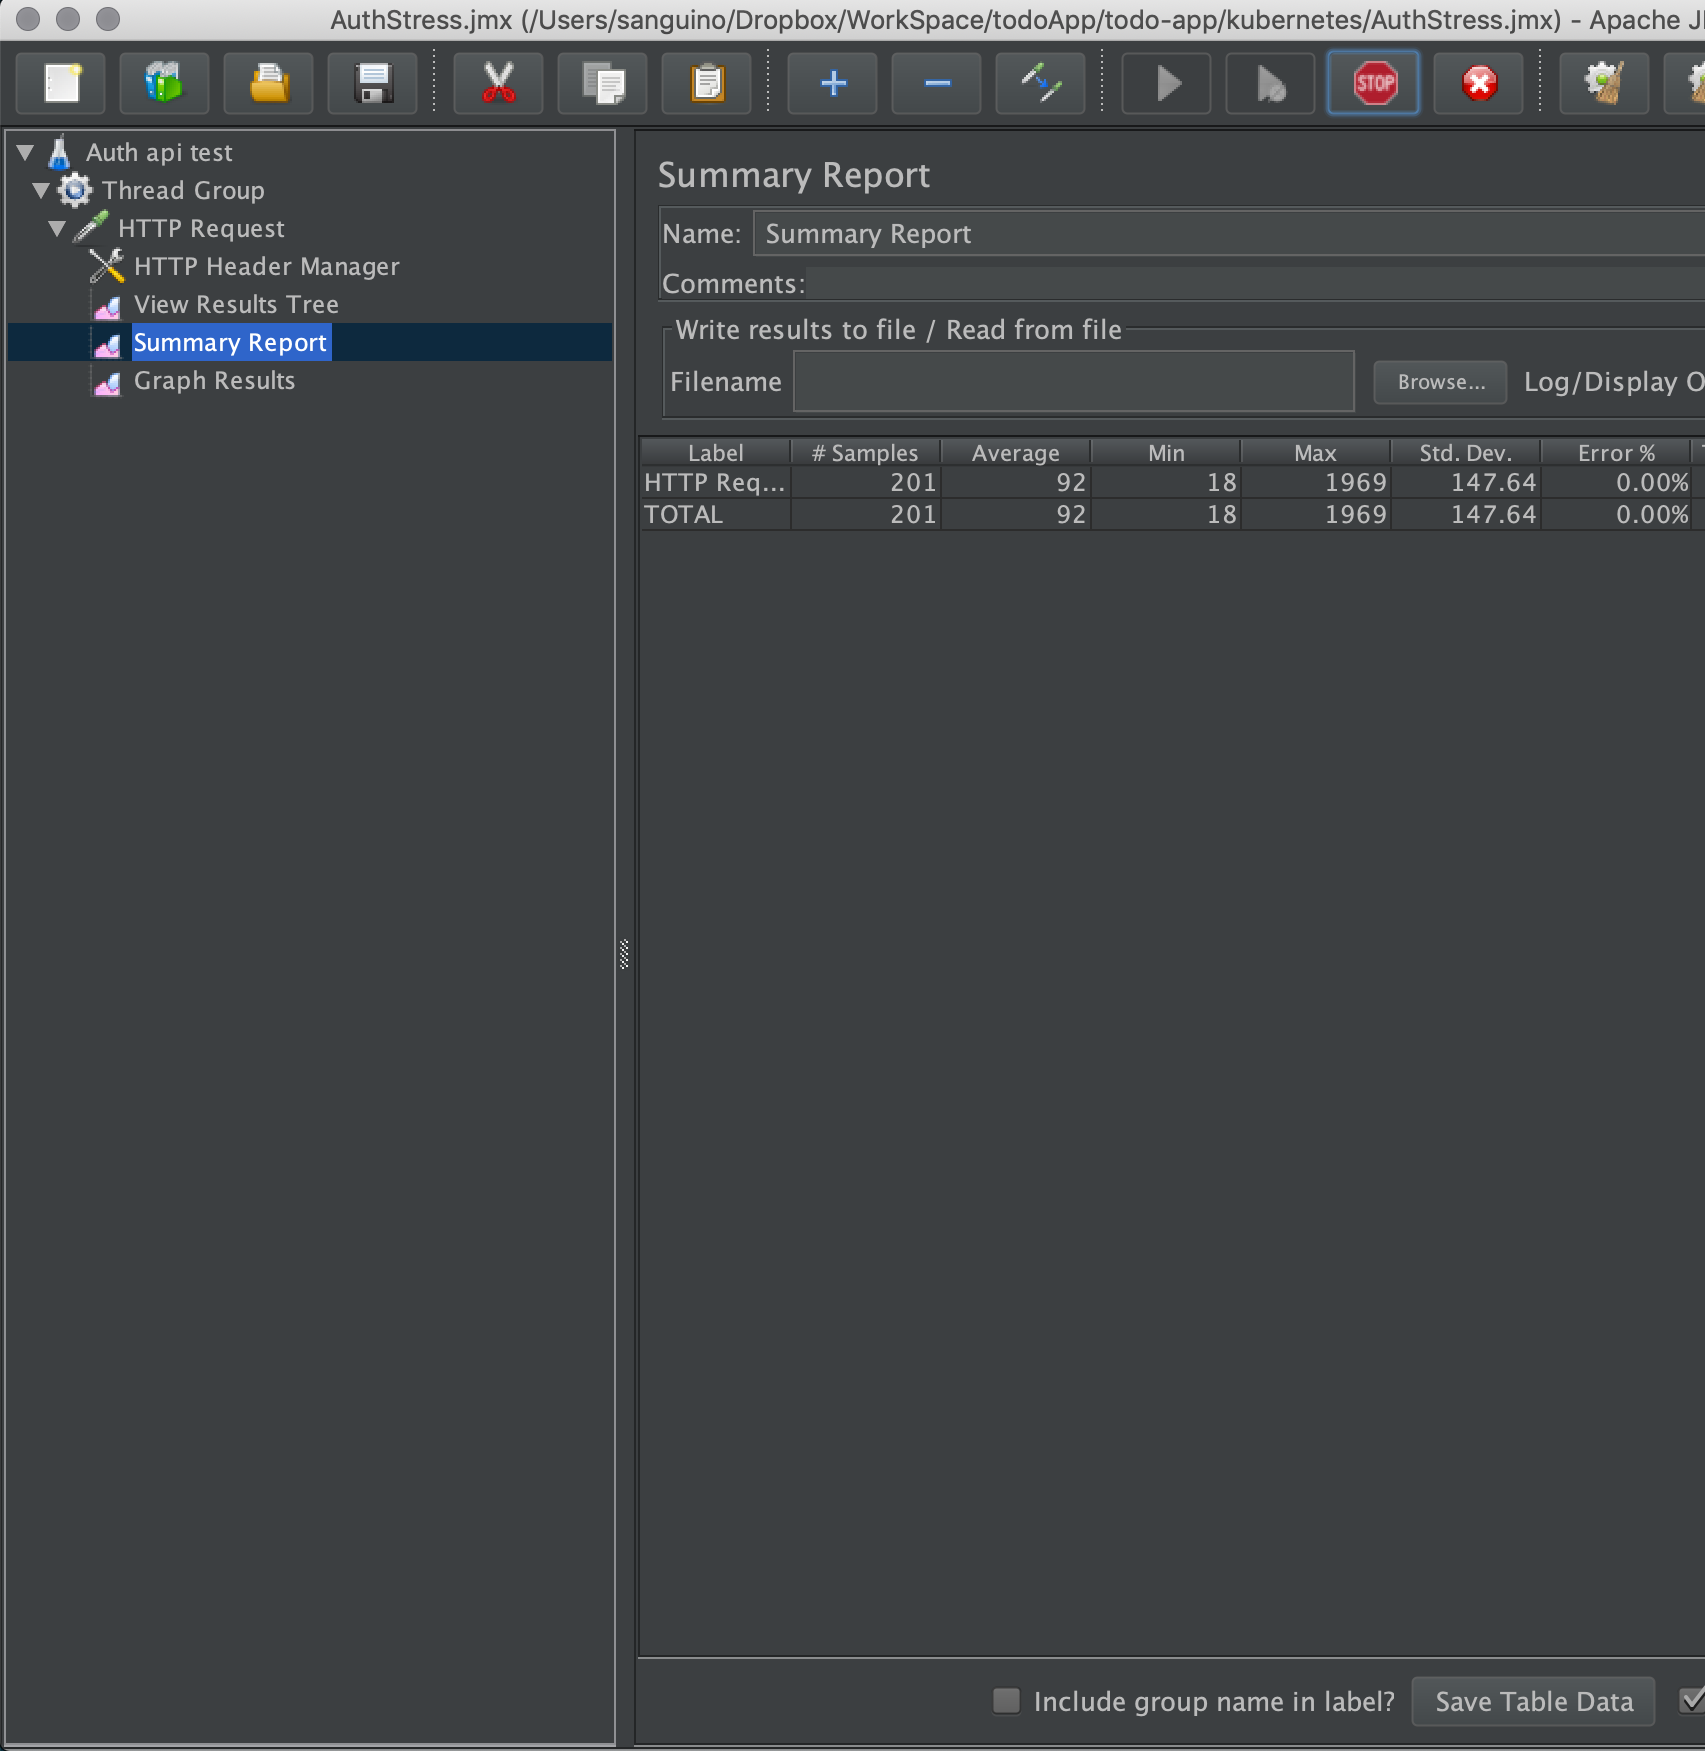 AuthStress.jmx (/Users/sanguino/Dropbox/WorkSpace/todoApp/todo-app/kubernetes/AuthStress.jmx) - Apache
STOP
Auth api test
Thread Group
HTTP Request
HTTP Header Manager
View Results Tree
Summary Report
Graph Results
Summary Report
Name: Summary Report
Comments:
Write results to file / Read from file
Filename Browse... Log/Display
Label # Samples Average Min Max Std. Dev. Error %
HTTP Req... 201 92 18 1969 147.64 0.00%
TOTAL 201 92 18 1969 147.64 0.00%
Include group name in label? Save Table Data